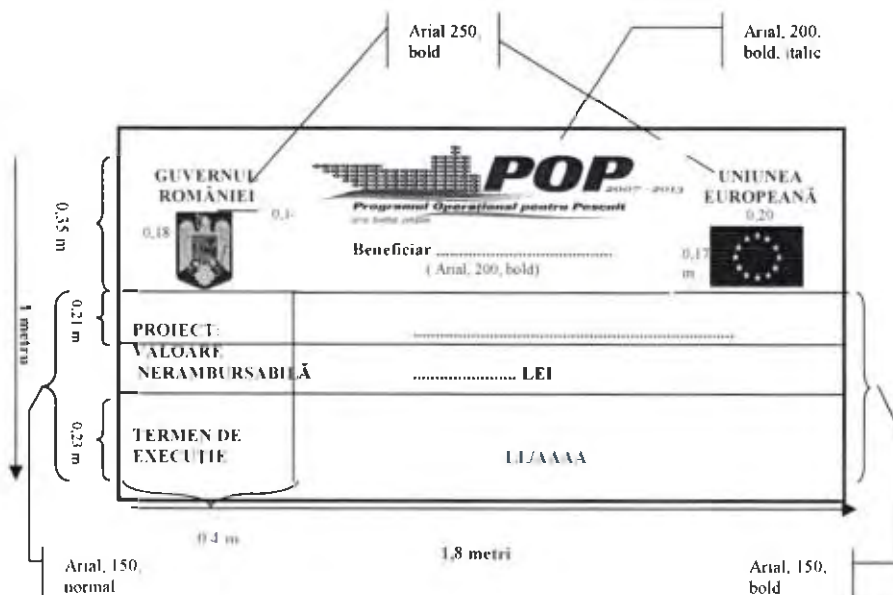 Arial 250,
bold
Arial, 200,
bold, italic
GUVERNUL
ROMÂNIEI
POP
2007 - 2013
Programul Operaţional pentru Pescuit
UNIUNEA
EUROPEANĂ
0,18
0,20
0,17
m
Beneficiar ................................
( Arial, 200, bold)
0,35 m
0,21 m
1 metru
0,23 m
PROIECT:
VALOARE
NERAMBURSABILĂ
.................... LEI
TERMEN DE
EXECUŢIE
LL/AAAA
0,4 m
1,8 metri
Arial, 150,
normal
Arial, 150,
bold